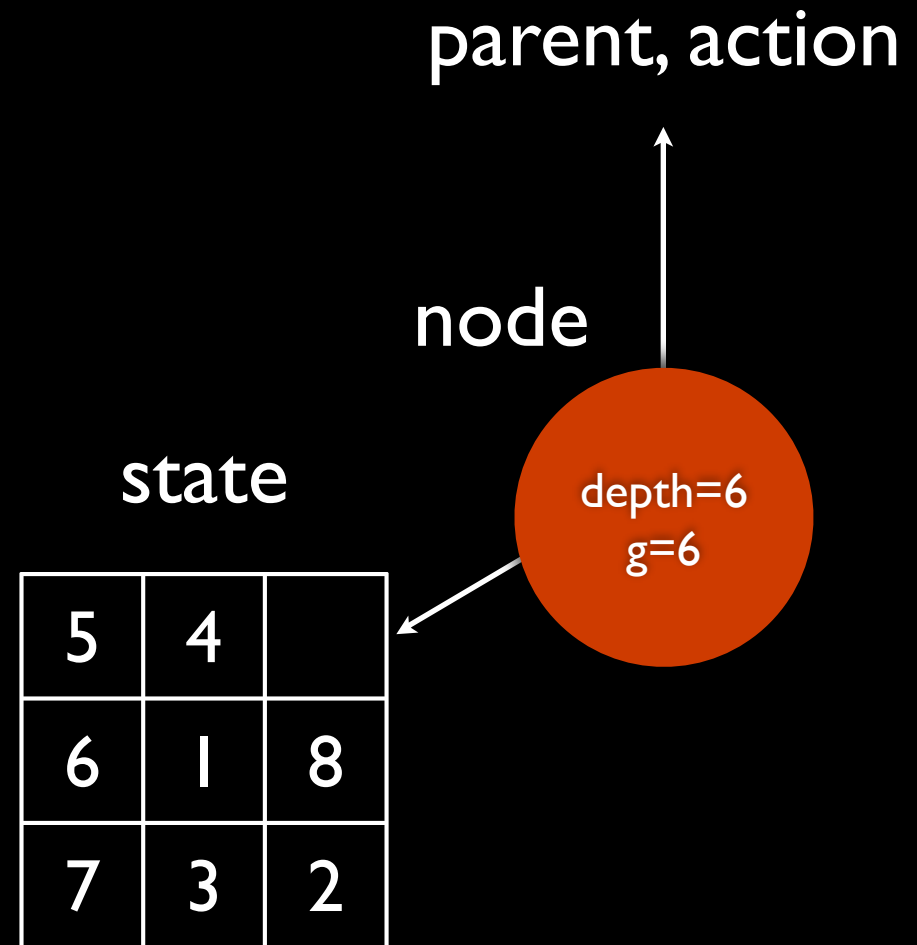 parent, action
node
state
depth=6
g=6
5 4
6 1 8
7 3 2